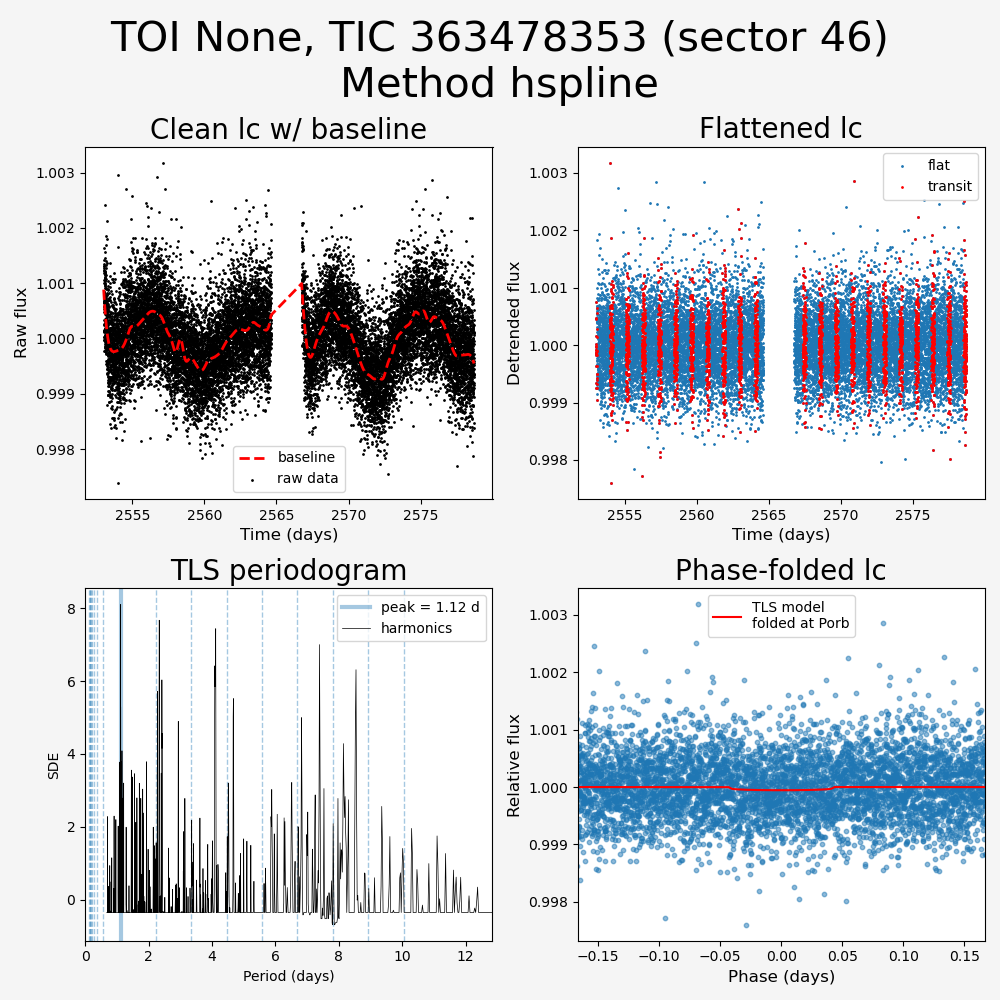 TOI None, TIC 363478353 (sector 46)
Method hspline
Clean lc w/ baseline
Raw flux
1.003
1.002
1.001
1.000
0.999
0.998
baseline
raw data
2555
2560
2565
2570
2575
Time (days)
Flattened lc
Detrended flux
1.003
1.002
1.001
1.000
0.999
0.998
flat
transit
2555
2560
2565
2570
2575
Time (days)
TLS periodogram
SDE
8
6
4
2
0
peak = 1.12 d
harmonics
0
2
4
6
8
10
12
Period (days)
Phase-folded lc
Relative flux
1.003
1.002
1.001
1.000
0.999
0.998
TLS model
folded at Porb
−0.15
−0.10
−0.05
0.00
0.05
0.10
0.15
Phase (days)